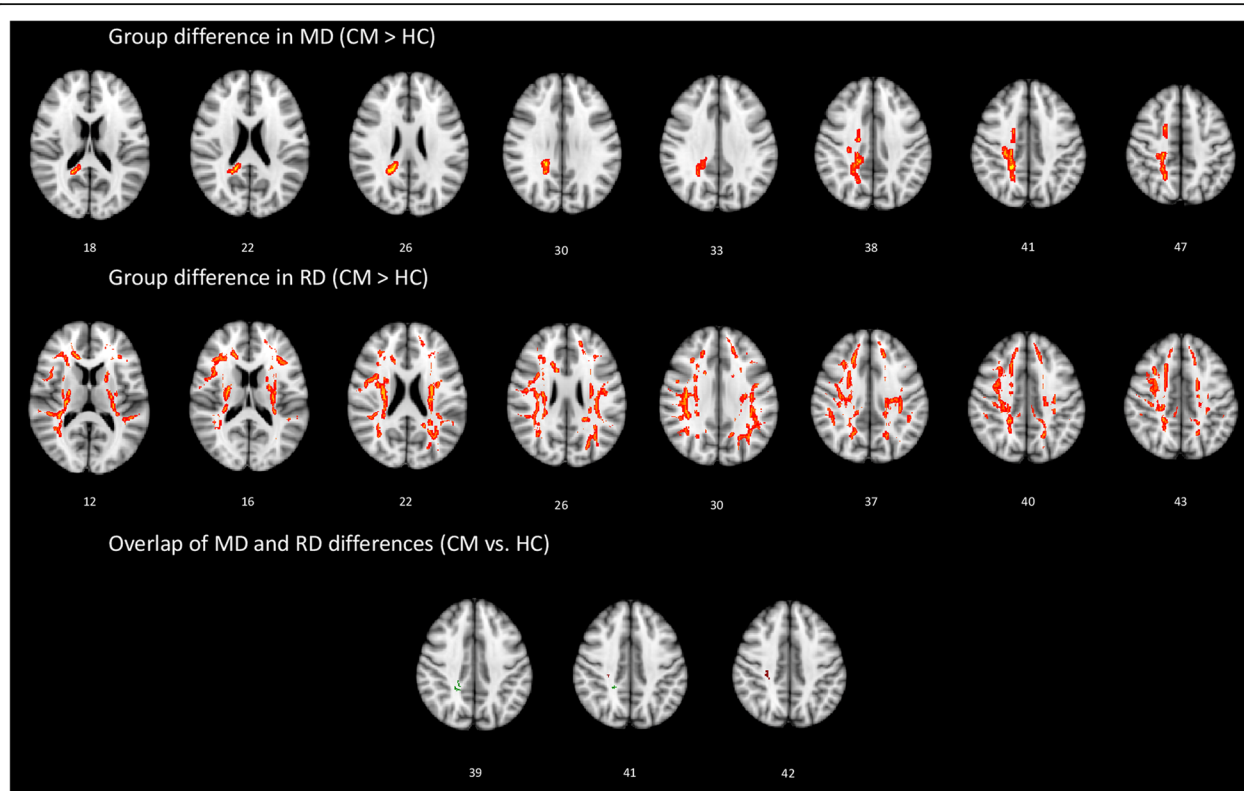 Group difference in MD (CM > HC)
18 22 26 30 33 38 41 47
Group difference in RD (CM > HC)
12 16 22 26 30 37 40 43
Overlap of MD and RD differences (CM vs. HC)
39 41 42